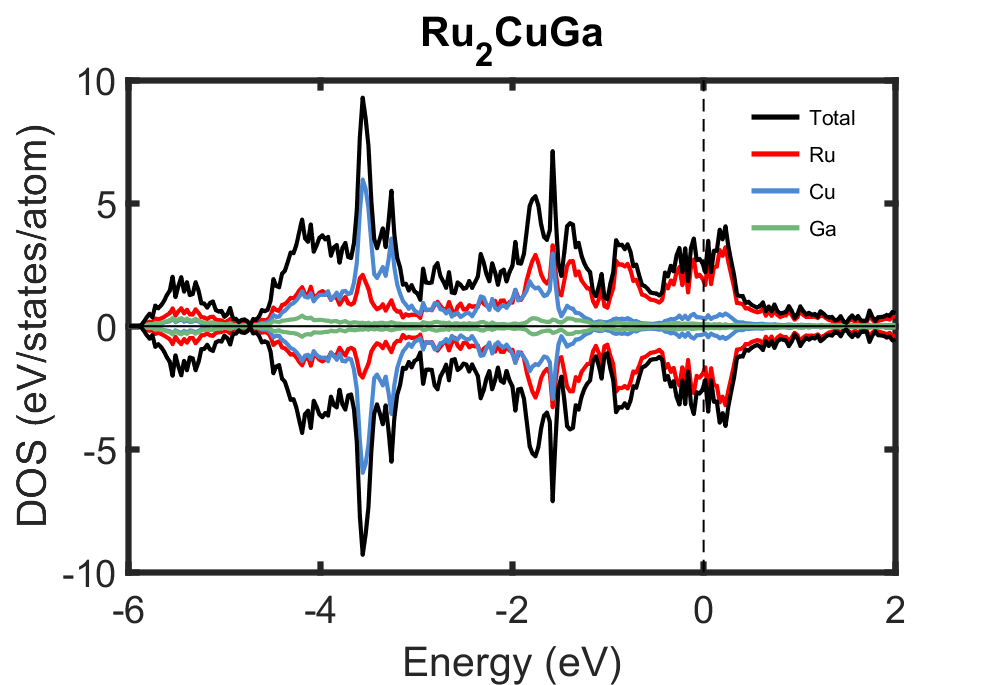 Ru₂CuGa
DOS (eV/states/atom)
10
5
0
-5
-10
Total
Ru
Cu
Ga
-6 -4 -2 0 2
Energy (eV)